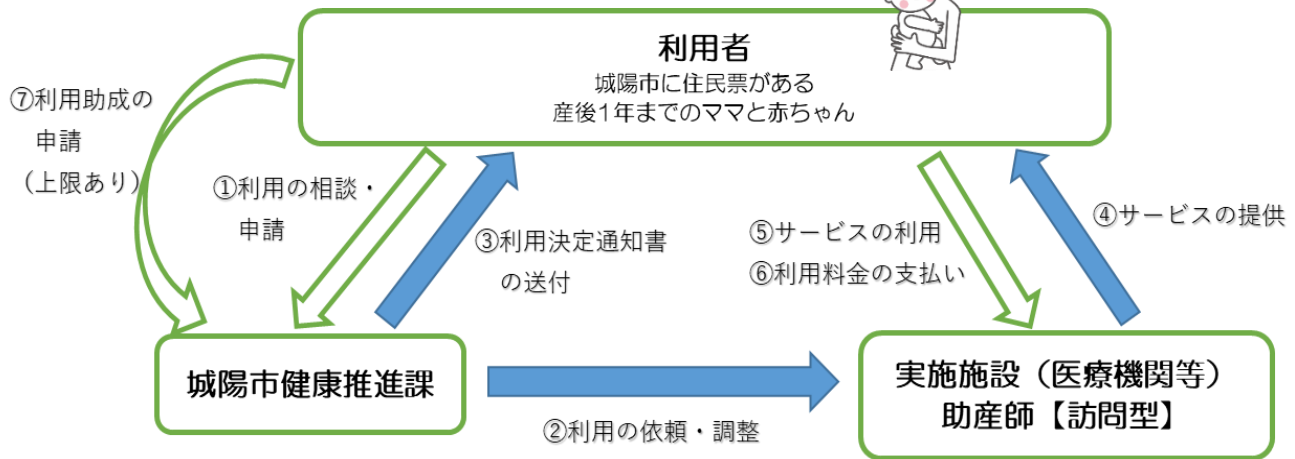 利用者
城陽市に住民票がある
産後1年までのママと赤ちゃん
⑦利用助成の
申請
（上限あり）
①利用の相談・
申請
③利用決定通知書
の送付
⑤サービスの利用
⑥利用料金の支払い
④サービスの提供
城陽市健康推進課
②利用の依頼・調整
実施施設（医療機関等）
助産師【訪問型】